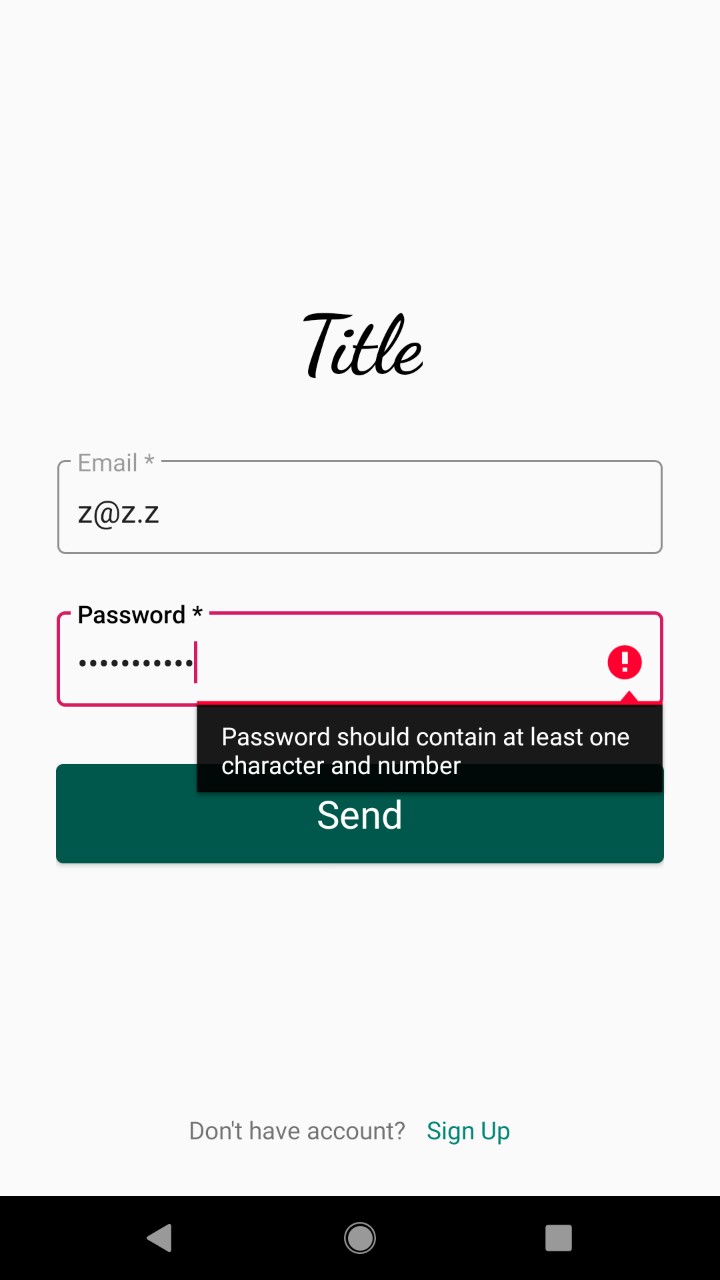 Title
Email *
z@z.z
Password *
•••••••••••
Password should contain at least one
character and number
Send
Don't have account? Sign Up